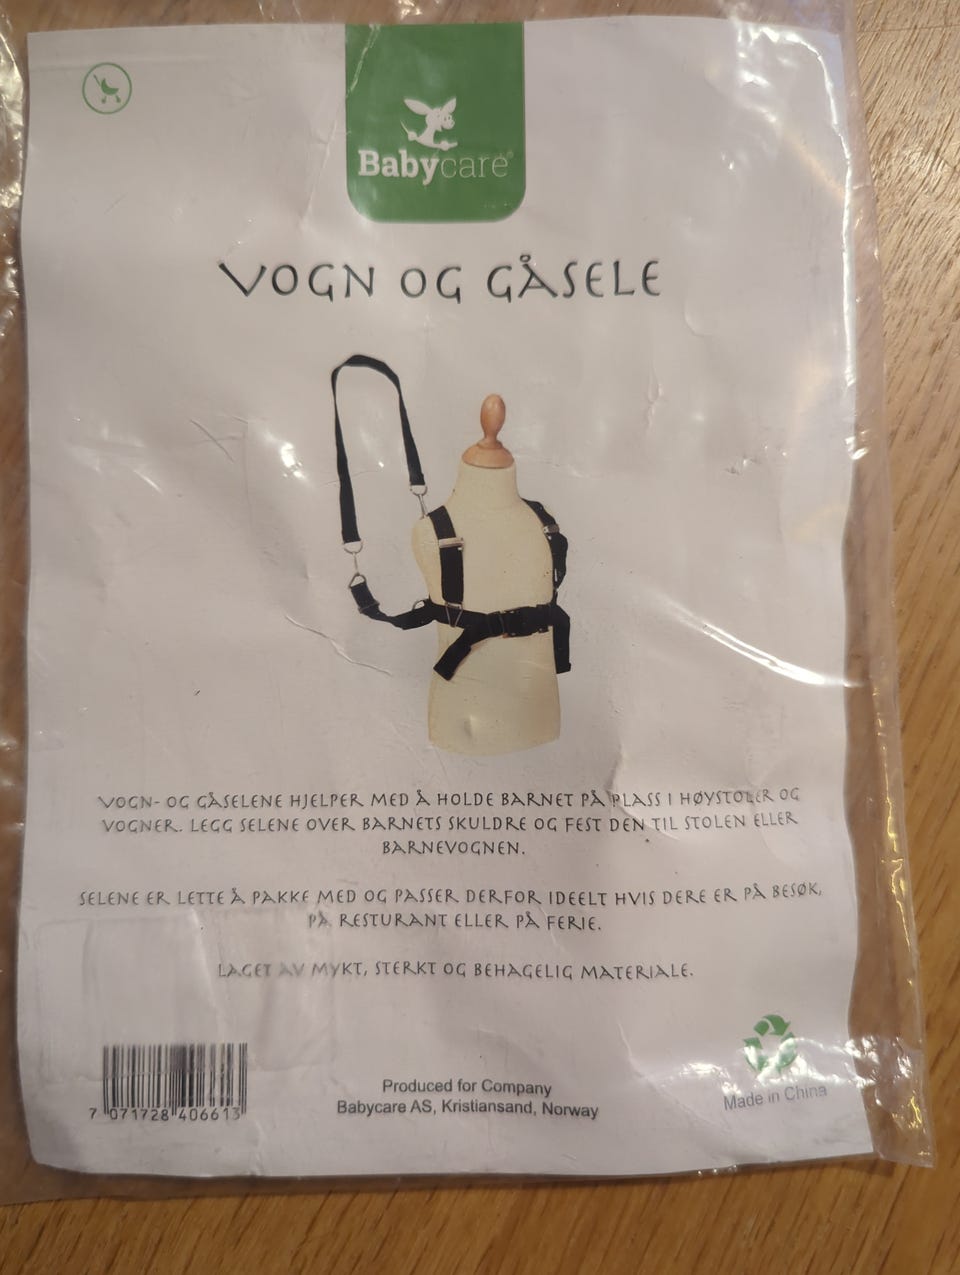 Babycare®
VOGN OG GÅSELE
VOGN- OG GÅSELENE HJELPER MED Å HOLDE BARNET PÅ PLASS I HØYSTOLER OG
VOGNER. LEGG SELENE OVER BARNETS SKULDRE OG FEST DEN TIL STOLEN ELLER
BARNEVOGNEN.
SELENE ER LETTE Å PAKKE MED OG PASSER DERFOR IDEELT HVIS DERE ER PÅ BESØK,
PÅ RESTURANT ELLER PÅ FERIE.
LAGET AV MYKT, STERKT OG BEHAGELIG MATERIALE.
7 071728 406613
Produced for Company
Babycare AS, Kristiansand, Norway
Made in China